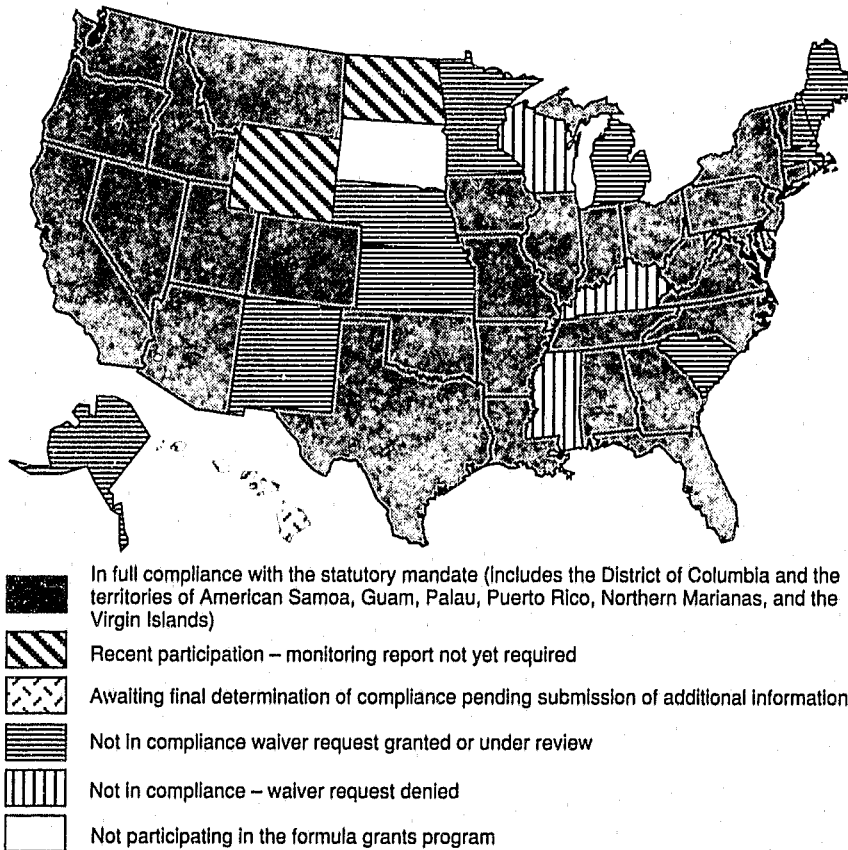 In full compliance with the statutory mandate (includes the District of Columbia and the
territories of American Samoa, Guam, Palau, Puerto Rico, Northern Marianas, and the
Virgin Islands)
Recent participation – monitoring report not yet required
Awaiting final determination of compliance pending submission of additional information
Not in compliance waiver request granted or under review
Not in compliance – waiver request denied
Not participating in the formula grants program